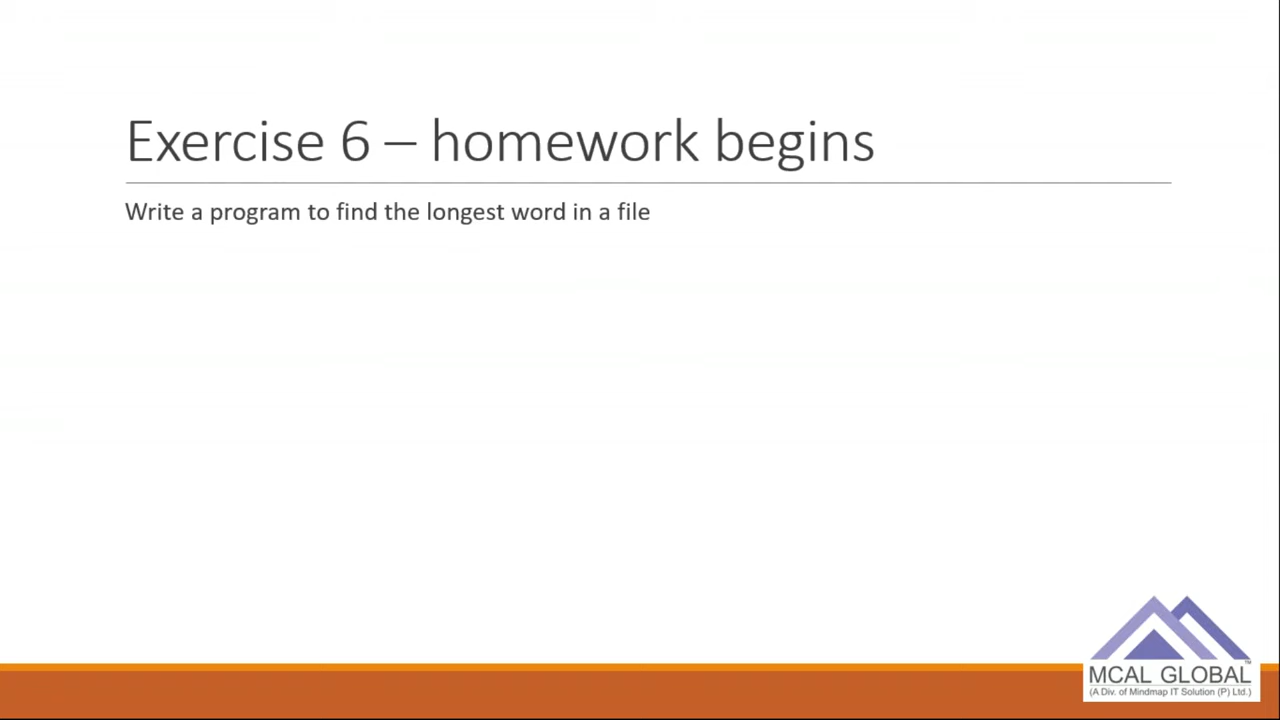 Exercise 6 – homework begins
Write a program to find the longest word in a file
MCAL GLOBAL
TM
(A Div. of Mindmap IT Solution (P) Ltd.)